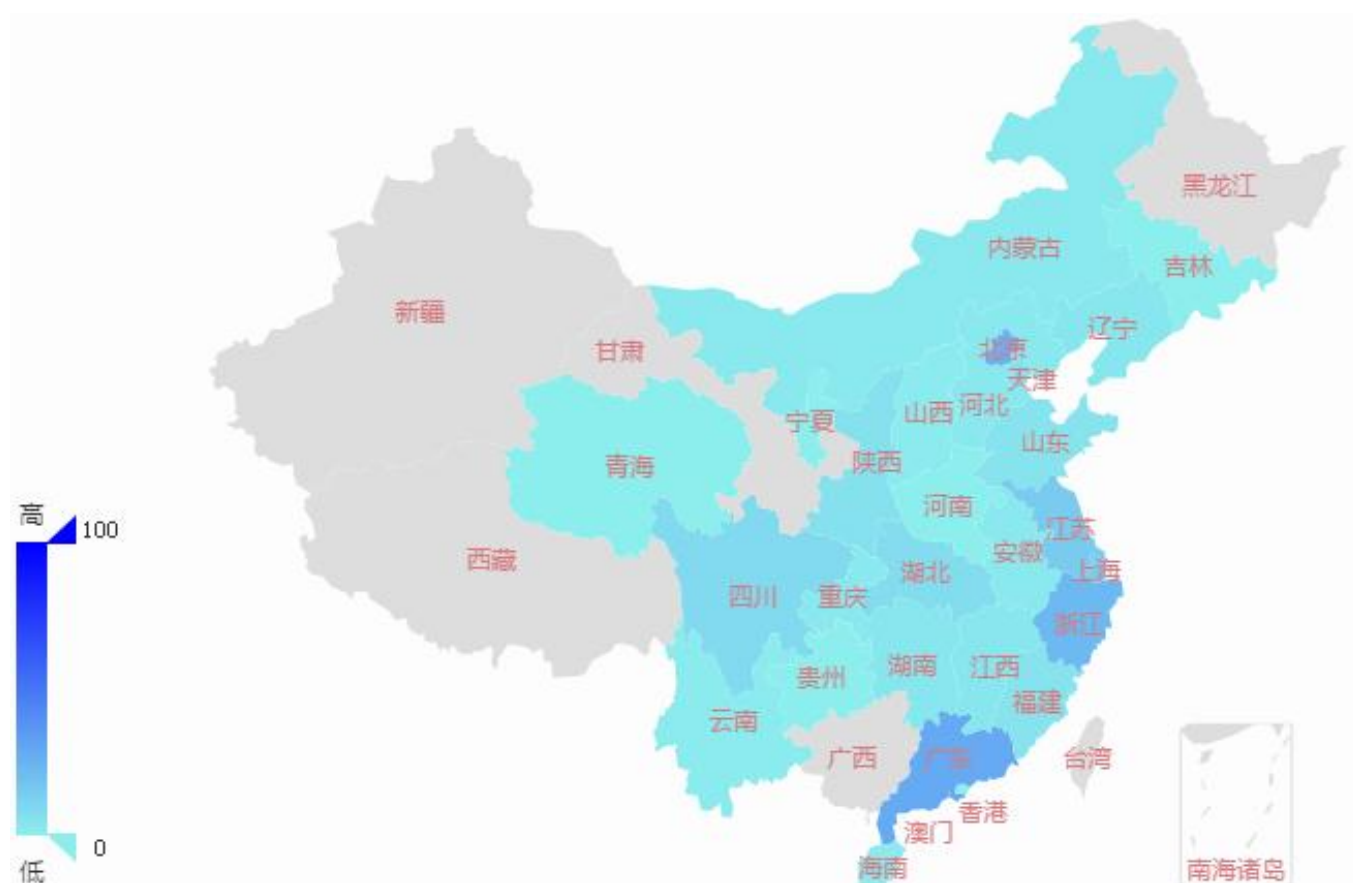 黑龙江
内蒙古
吉林
新疆
辽宁
北京
甘肃
天津
河北
山西
宁夏
山东
陕西
青海
河南
高
100
江苏
安徽
西藏
上海
湖北
四川
重庆
浙江
湖南
江西
贵州
福建
云南
广西
广东
台湾
香港
澳门
0
低
海南
南海诸岛